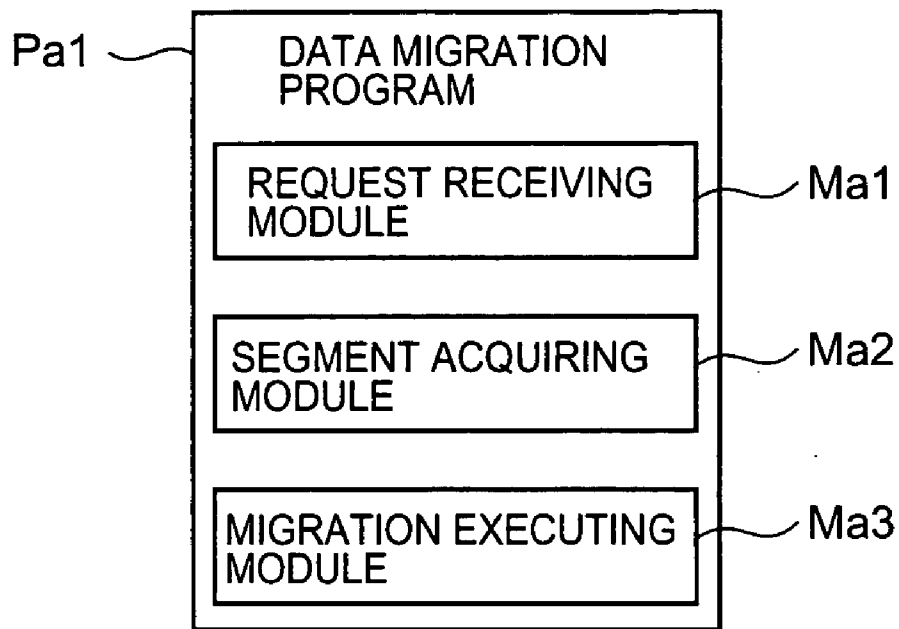 Pa1
DATA MIGRATION
PROGRAM
REQUEST RECEIVING
MODULE
Ma1
SEGMENT ACQUIRING
MODULE
Ma2
MIGRATION EXECUTING
MODULE
Ma3